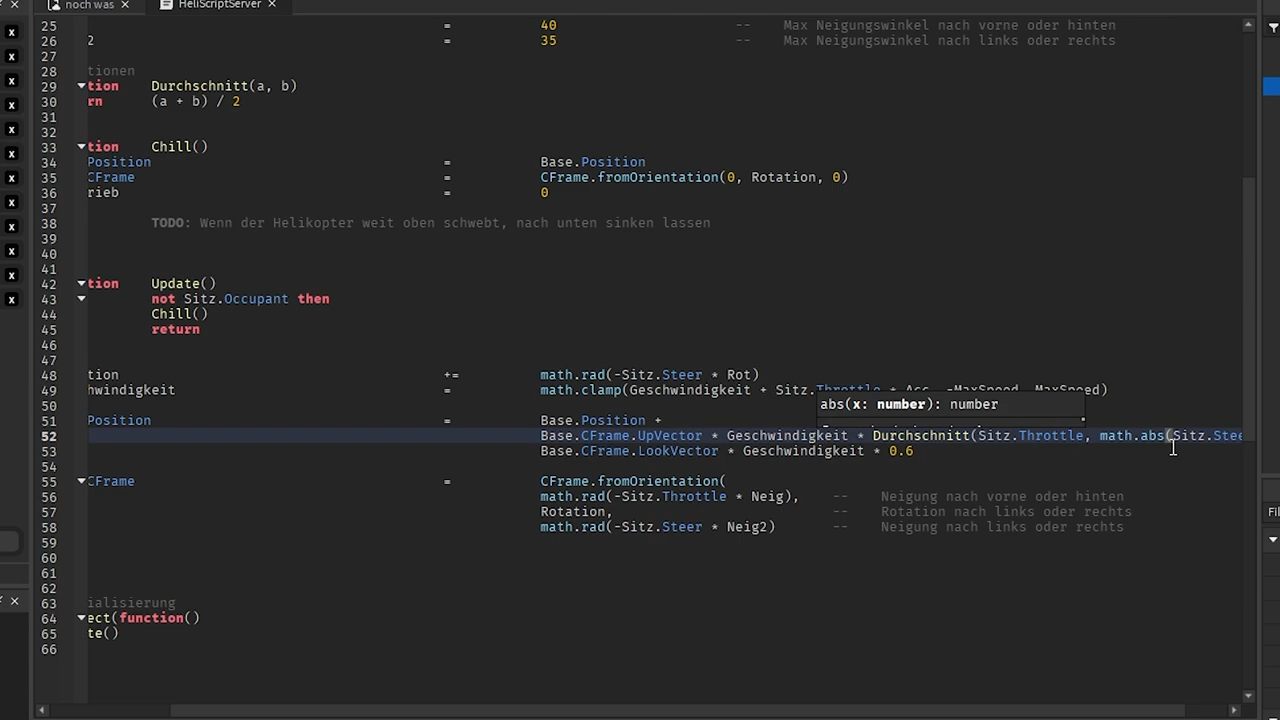 noch was × HeliScriptServer ×
25 = 40 -- Max Neigungswinkel nach vorne oder hinten
26 2 = 35 -- Max Neigungswinkel nach links oder rechts
27
28 tionen
29 tion Durchschnitt(a, b)
30 rn (a + b) / 2
31
32
33 tion Chill()
34 Position = Base.Position
35 CFrame = CFrame.fromOrientation(0, Rotation, 0)
36 rieb = 0
37
38 TODO: Wenn der Helikopter weit oben schwebt, nach unten sinken lassen
39
40
41
42 tion Update()
43 not Sitz.Occupant then
44 Chill()
45 return
46
47
48 tion += math.rad(-Sitz.Steer * Rot)
49 hwindigkeit = math.clamp(Geschwindigkeit + Sitz.Throttle * Acc, -MaxSpeed, MaxSpeed)
50
abs(x: number): number
51 Position = Base.Position +
52 Base.CFrame.UpVector * Geschwindigkeit * Durchschnitt(Sitz.Throttle, math.abs(Sitz.Stee
53 Base.CFrame.LookVector * Geschwindigkeit * 0.6
54
55 CFrame = CFrame.fromOrientation(
56 math.rad(-Sitz.Throttle * Neig), -- Neigung nach vorne oder hinten
57 Rotation, -- Rotation nach links oder rechts
58 math.rad(-Sitz.Steer * Neig2) -- Neigung nach links oder rechts
59
60
61
62
63 ialisierung
64 ect(function()
65 te()
66
Fil